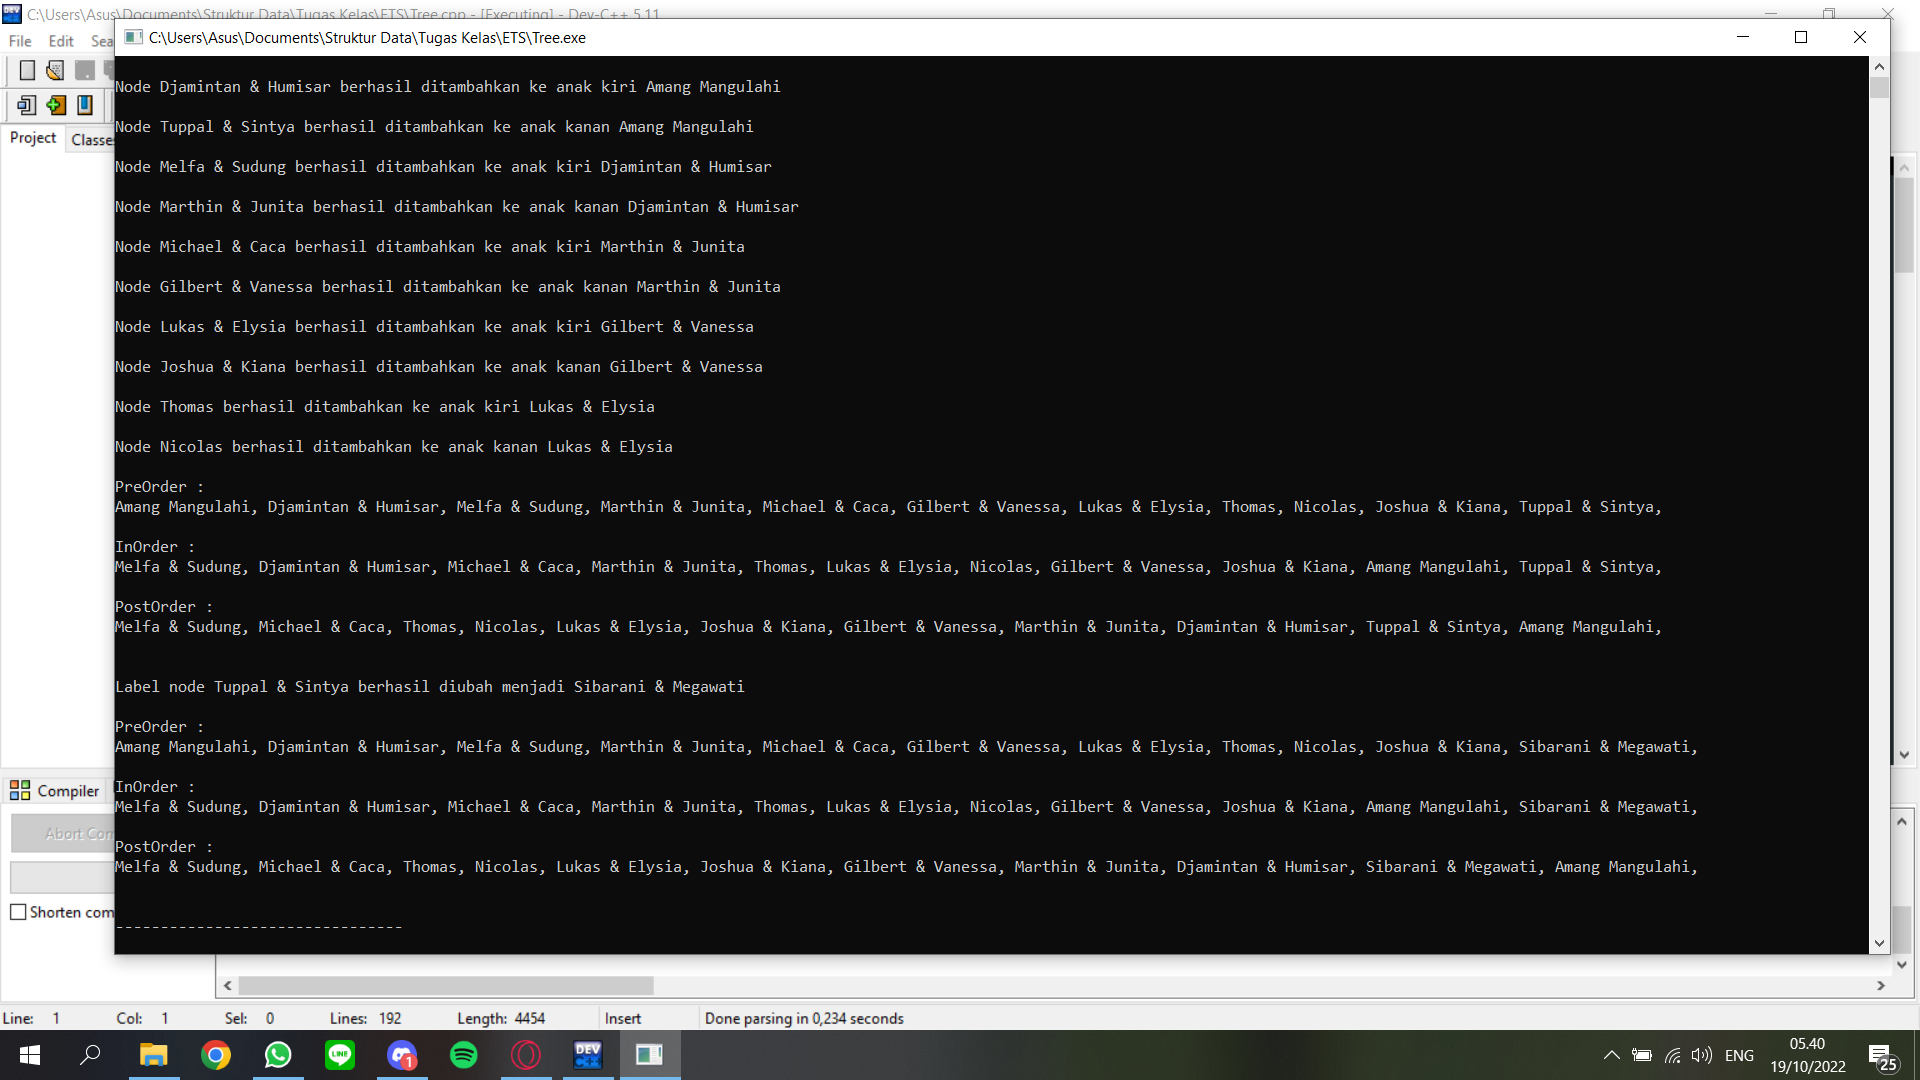 C:\Users\Asus\Documents\Struktur Data\Tugas Kelas\ETS\Tree.cpp - [Executing] - Dev-C++ 5.11
File Edit Sea
C:\Users\Asus\Documents\Struktur Data\Tugas Kelas\ETS\Tree.exe
Project Classes
Node Djamintan & Humisar berhasil ditambahkan ke anak kiri Amang Mangulahi
Node Tuppal & Sintya berhasil ditambahkan ke anak kanan Amang Mangulahi
Node Melfa & Sudung berhasil ditambahkan ke anak kiri Djamintan & Humisar
Node Marthin & Junita berhasil ditambahkan ke anak kanan Djamintan & Humisar
Node Michael & Caca berhasil ditambahkan ke anak kiri Marthin & Junita
Node Gilbert & Vanessa berhasil ditambahkan ke anak kanan Marthin & Junita
Node Lukas & Elysia berhasil ditambahkan ke anak kiri Gilbert & Vanessa
Node Joshua & Kiana berhasil ditambahkan ke anak kanan Gilbert & Vanessa
Node Thomas berhasil ditambahkan ke anak kiri Lukas & Elysia
Node Nicolas berhasil ditambahkan ke anak kanan Lukas & Elysia
PreOrder :
Amang Mangulahi, Djamintan & Humisar, Melfa & Sudung, Marthin & Junita, Michael & Caca, Gilbert & Vanessa, Lukas & Elysia, Thomas, Nicolas, Joshua & Kiana, Tuppal & Sintya,
InOrder :
Melfa & Sudung, Djamintan & Humisar, Michael & Caca, Marthin & Junita, Thomas, Lukas & Elysia, Nicolas, Gilbert & Vanessa, Joshua & Kiana, Amang Mangulahi, Tuppal & Sintya,
PostOrder :
Melfa & Sudung, Michael & Caca, Thomas, Nicolas, Lukas & Elysia, Joshua & Kiana, Gilbert & Vanessa, Marthin & Junita, Djamintan & Humisar, Tuppal & Sintya, Amang Mangulahi,
Label node Tuppal & Sintya berhasil diubah menjadi Sibarani & Megawati
PreOrder :
Amang Mangulahi, Djamintan & Humisar, Melfa & Sudung, Marthin & Junita, Michael & Caca, Gilbert & Vanessa, Lukas & Elysia, Thomas, Nicolas, Joshua & Kiana, Sibarani & Megawati,
InOrder :
Melfa & Sudung, Djamintan & Humisar, Michael & Caca, Marthin & Junita, Thomas, Lukas & Elysia, Nicolas, Gilbert & Vanessa, Joshua & Kiana, Amang Mangulahi, Sibarani & Megawati,
PostOrder :
Melfa & Sudung, Michael & Caca, Thomas, Nicolas, Lukas & Elysia, Joshua & Kiana, Gilbert & Vanessa, Marthin & Junita, Djamintan & Humisar, Sibarani & Megawati, Amang Mangulahi,
--------------------------------
Compiler
Abort Com
Shorten com
Line: 1 Col: 1 Sel: 0 Lines: 192 Length: 4454 Insert Done parsing in 0,234 seconds
LINE
1
DEV
C++
ENG
05.40
19/10/2022
25